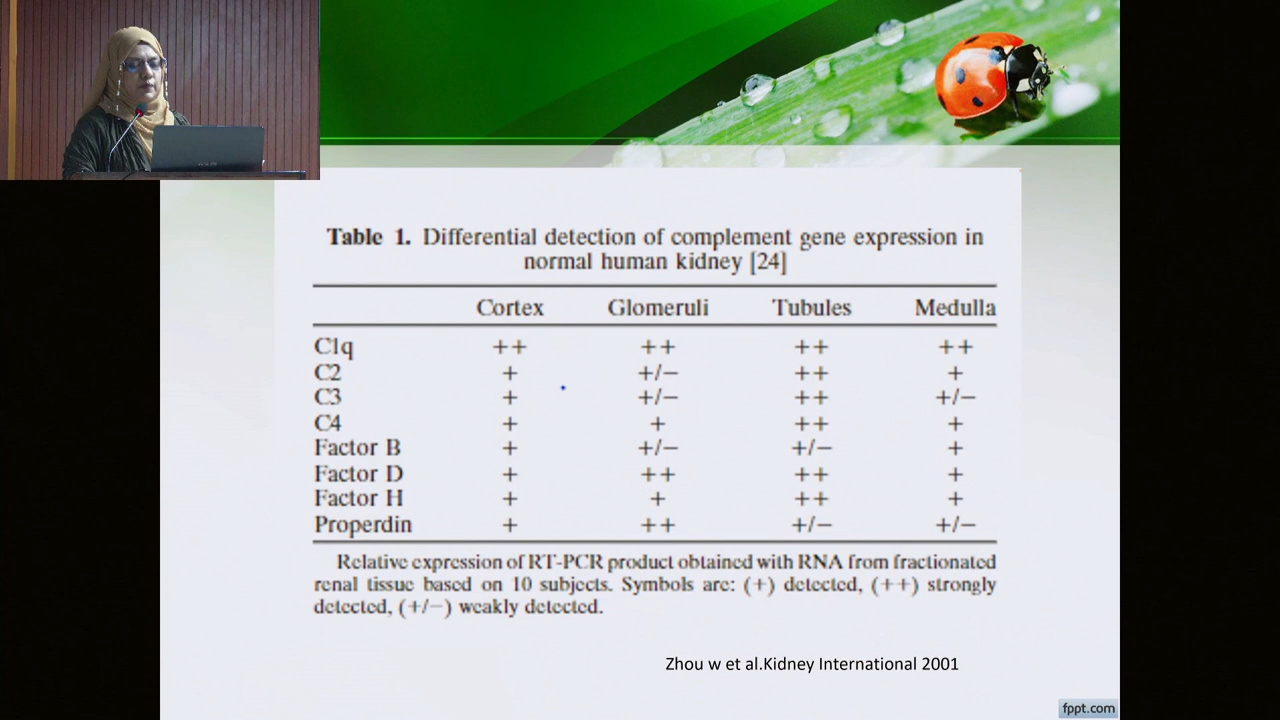 Table 1. Differential detection of complement gene expression in
normal human kidney [24]
Cortex Glomeruli Tubules Medulla
C1q ++ ++ ++ ++
C2 + +/− ++ +
C3 + +/− ++ +/−
C4 + + ++ +
Factor B + +/− +/− +
Factor D + ++ ++ +
Factor H + + ++ +
Properdin + ++ +/− +/−
Relative expression of RT-PCR product obtained with RNA from fractionated
renal tissue based on 10 subjects. Symbols are: (+) detected, (++) strongly
detected, (+/−) weakly detected.
Zhou w et al.Kidney International 2001
fppt.com